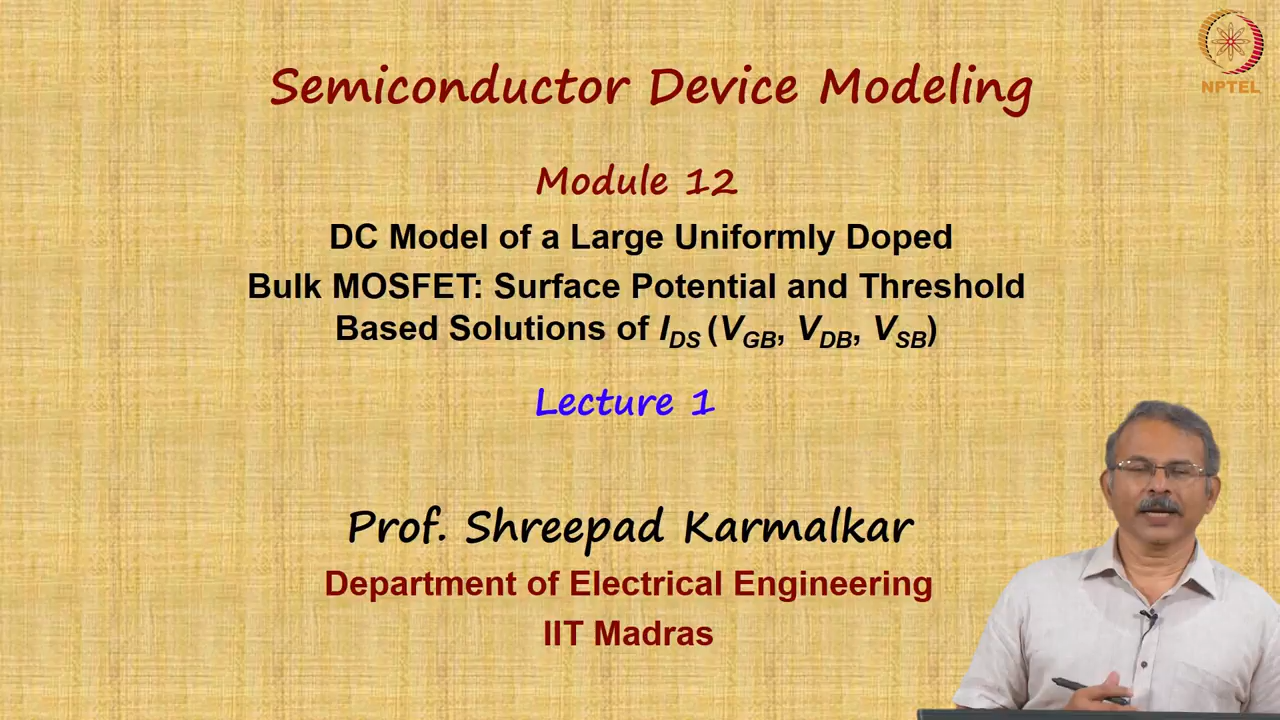 NPTEL
Semiconductor Device Modeling
Module 12
DC Model of a Large Uniformly Doped
Bulk MOSFET: Surface Potential and Threshold
Based Solutions of IDS (VGB, VDB, VSB)
Lecture 1
Prof. Shreepad Karmalkar
Department of Electrical Engineering
IIT Madras